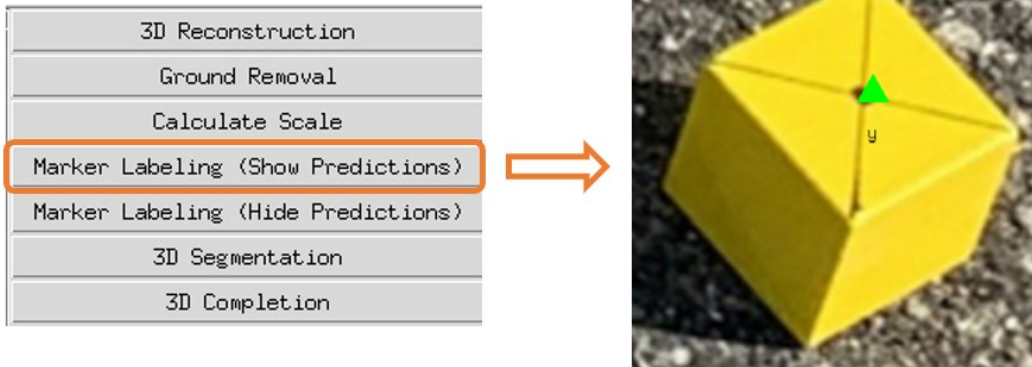 3D Reconstruction
Ground Removal
Calculate Scale
Marker Labeling (Show Predictions)
Marker Labeling (Hide Predictions)
3D Segmentation
3D Completion
y